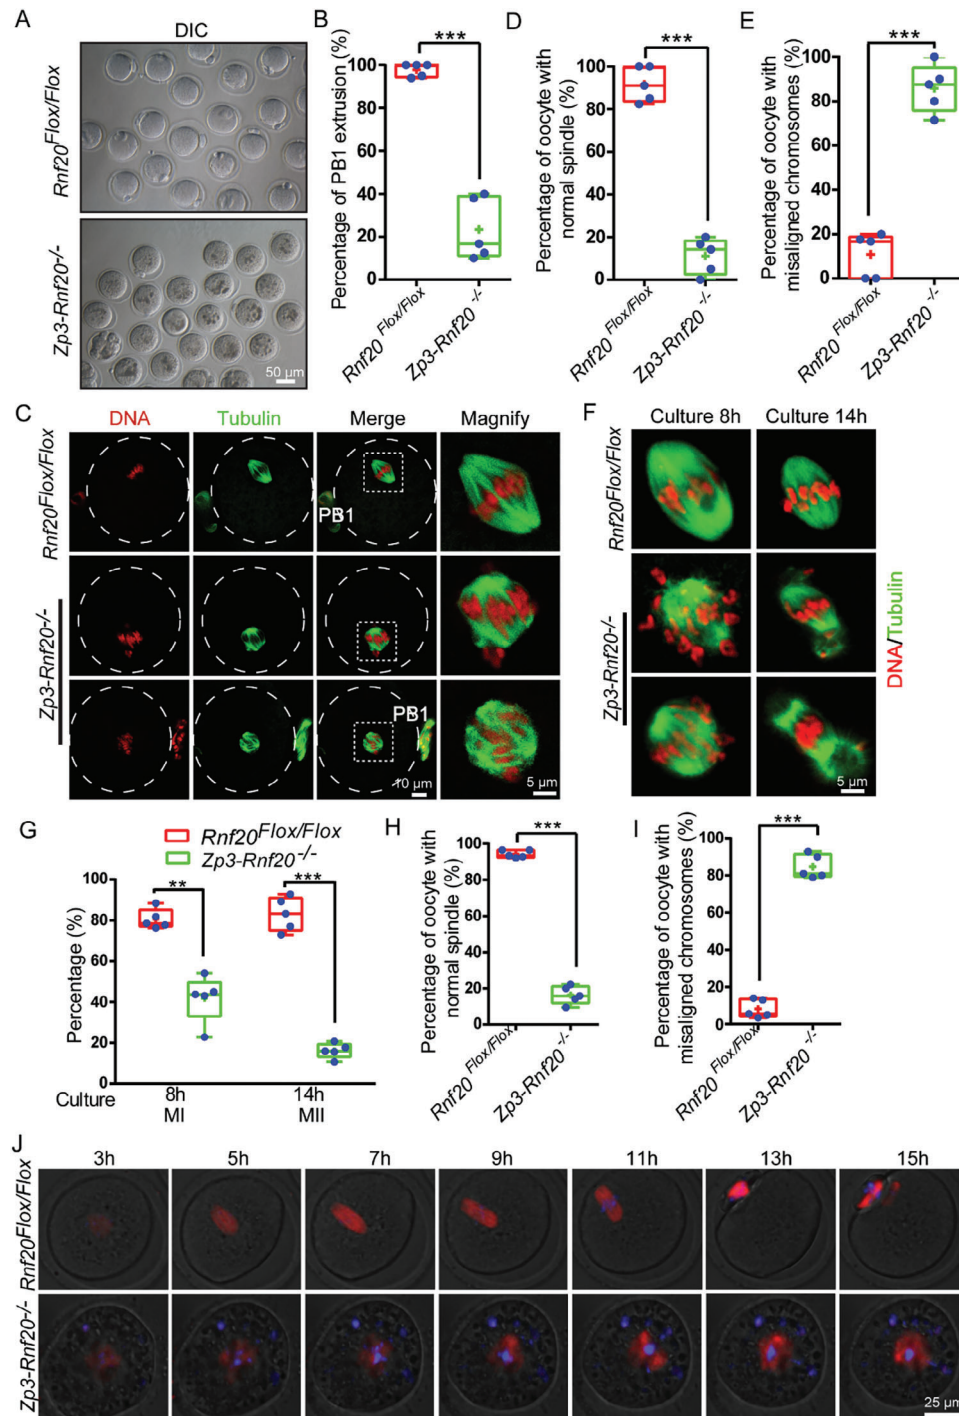 A
DIC
Rnf20Flox/Flox
Zp3-Rnf20-/-
50 µm
B
Percentage of PB1 extrusion (%)
***
100
80
60
40
20
0
Rnf20 Flox/Flox
Zp3-Rnf20 -/-
D
Percentage of oocyte with
normal spindle (%)
***
100
80
60
40
20
0
Rnf20 Flox/Flox
Zp3-Rnf20 -/-
E
Percentage of oocyte with
misaligned chromosomes (%)
***
100
80
60
40
20
0
Rnf20 Flox/Flox
Zp3-Rnf20 -/-
C
DNA
Tubulin
Merge
Magnify
Rnf20Flox/Flox
PB1
Zp3-Rnf20-/-
PB1
10 µm
5 µm
F
Culture 8h
Culture 14h
Rnf20Flox/Flox
Zp3-Rnf20-/-
DNA/Tubulin
5 µm
G
Rnf20Flox/Flox
Zp3-Rnf20-/-
Percentage (%)
100
80
60
40
20
0
**
***
Culture
8h
14h
MI
MII
H
Percentage of oocyte with
normal spindle (%)
***
100
80
60
40
20
0
Rnf20 Flox/Flox
Zp3-Rnf20 -/-
I
Percentage of oocyte with
misaligned chromosomes (%)
***
100
80
60
40
20
0
Rnf20 Flox/Flox
Zp3-Rnf20 -/-
J
3h
5h
7h
9h
11h
13h
15h
Rnf20Flox/Flox
Zp3-Rnf20-/-
25 µm